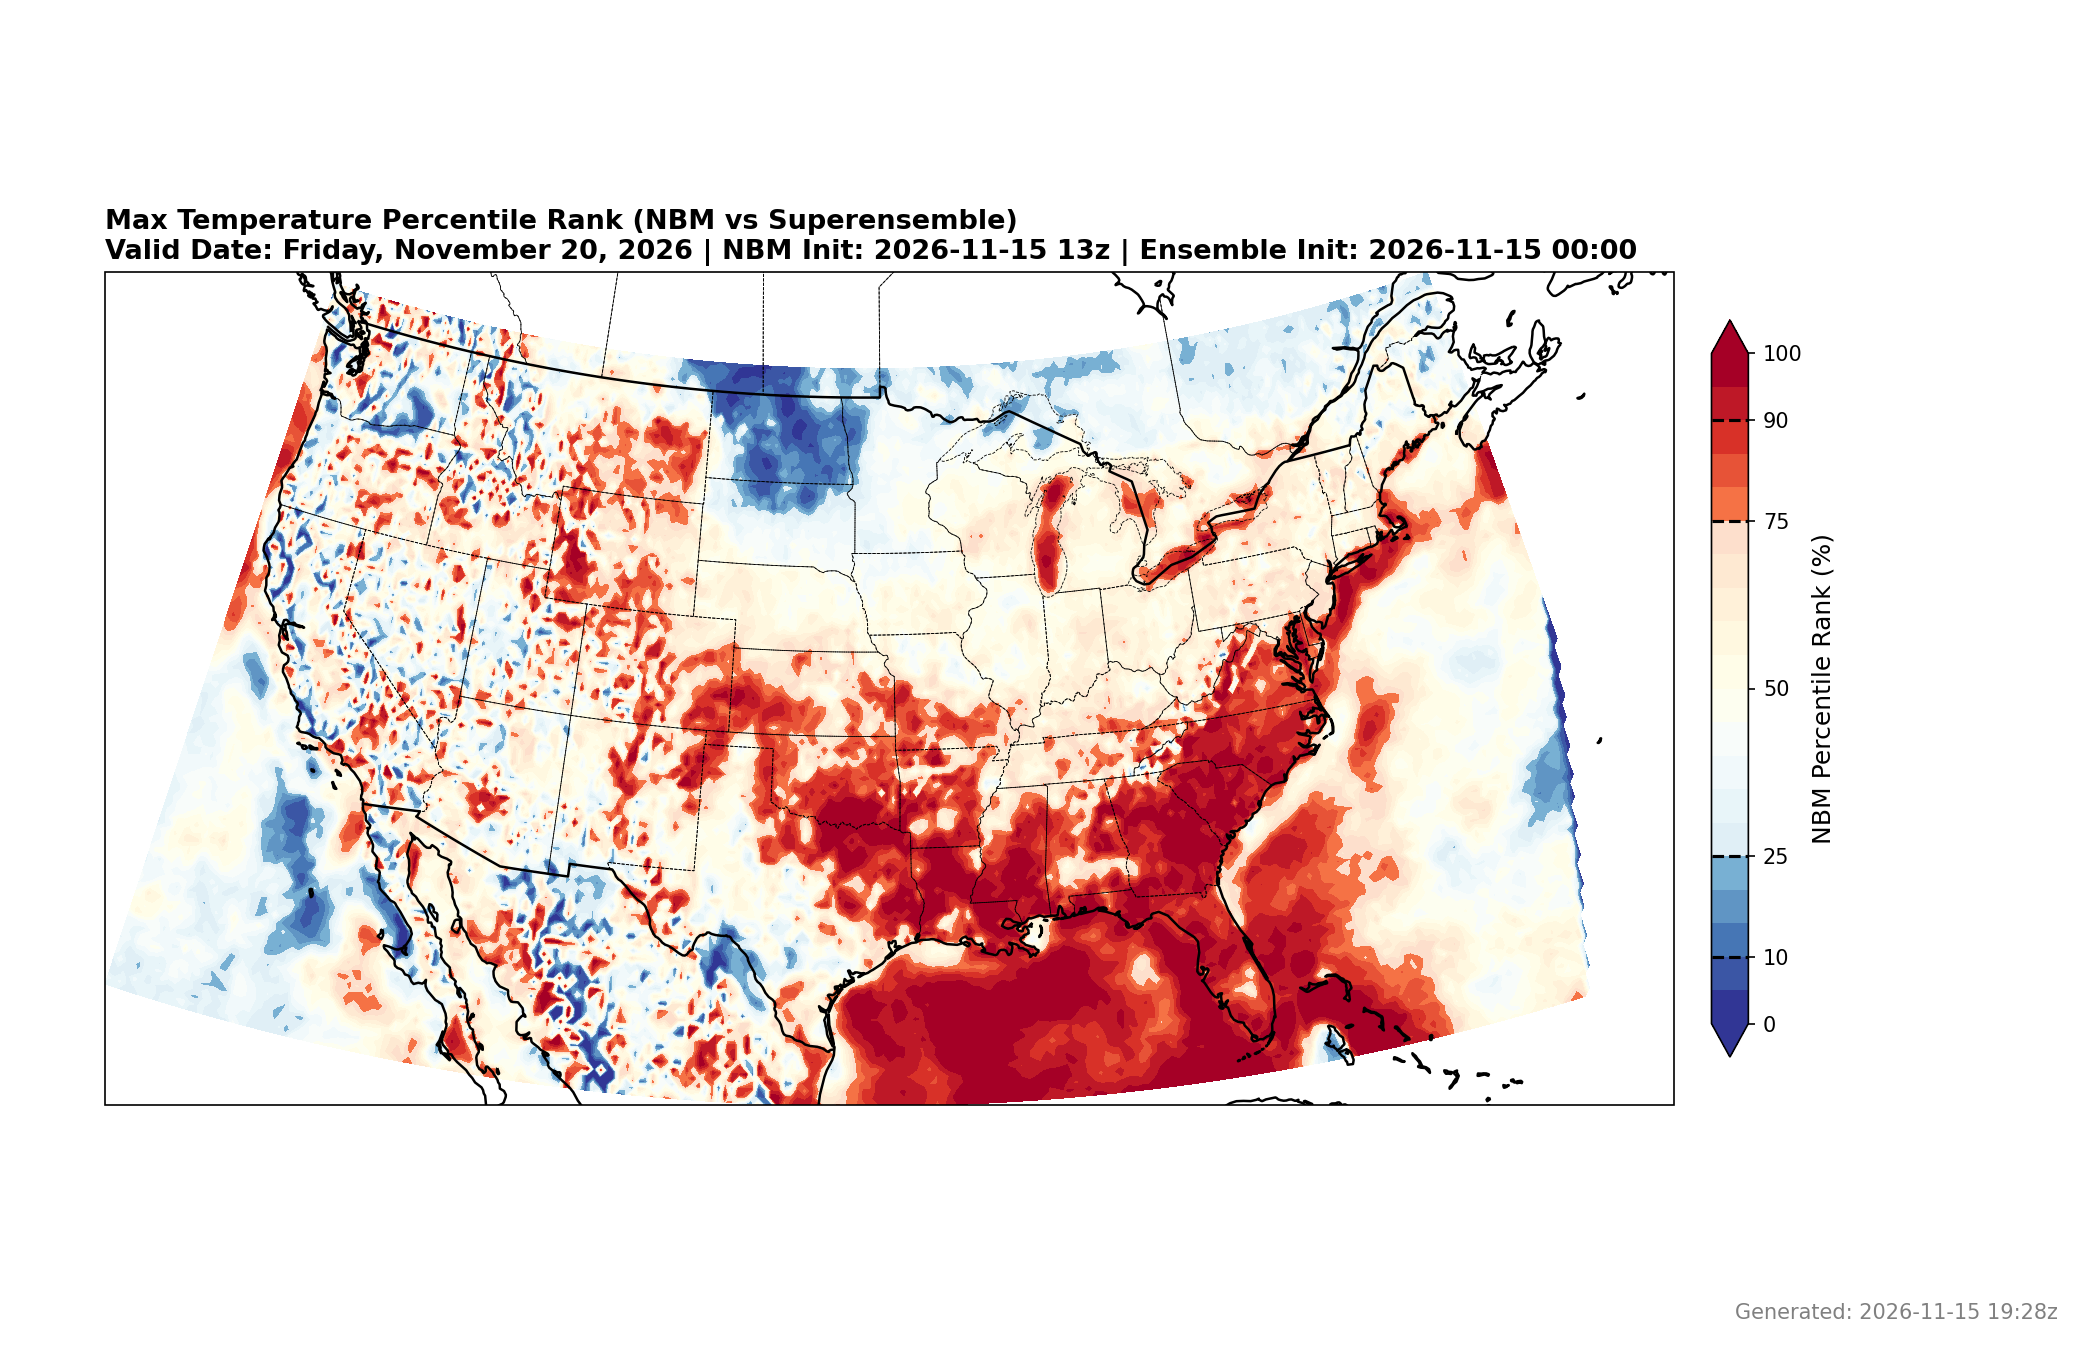 Max Temperature Percentile Rank (NBM vs Superensemble)
Valid Date: Friday, November 20, 2026 | NBM Init: 2026-11-15 13z | Ensemble Init: 2026-11-15 00:00
100
90
75
50
25
10
0
NBM Percentile Rank (%)
Generated: 2026-11-15 19:28z